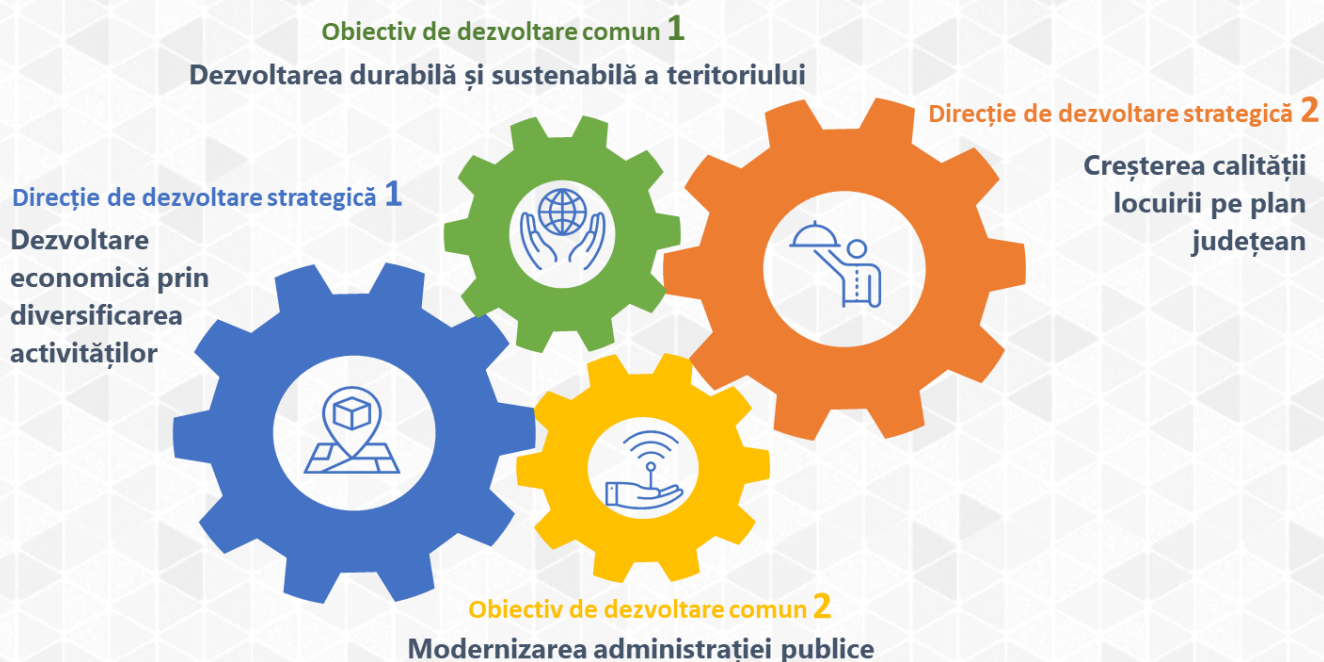 Obiectiv de dezvoltare comun 1
Dezvoltarea durabilă și sustenabilă a teritoriului
Direcție de dezvoltare strategică 2
Creșterea calității
locuirii pe plan
județean
Direcție de dezvoltare strategică 1
Dezvoltare
economică prin
diversificarea
activităților
Obiectiv de dezvoltare comun 2
Modernizarea administrației publice